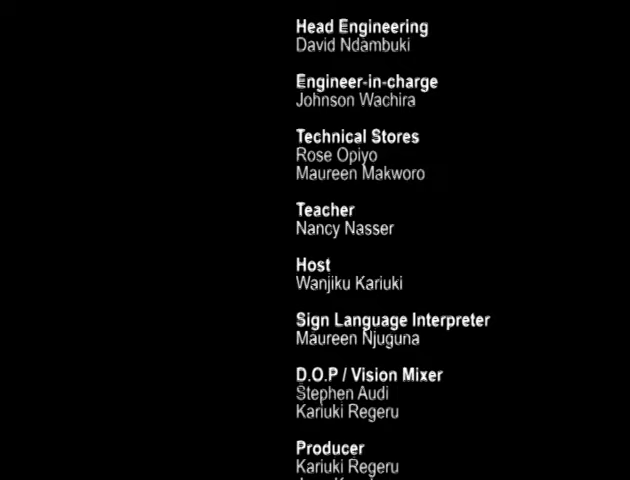 Head Engineering
David Ndambuki
Engineer-in-charge
Johnson Wachira
Technical Stores
Rose Opiyo
Maureen Makworo
Teacher
Nancy Nasser
Host
Wanjiku Kariuki
Sign Language Interpreter
Maureen Njuguna
D.O.P / Vision Mixer
Stephen Audi
Kariuki Regeru
Producer
Kariuki Regeru